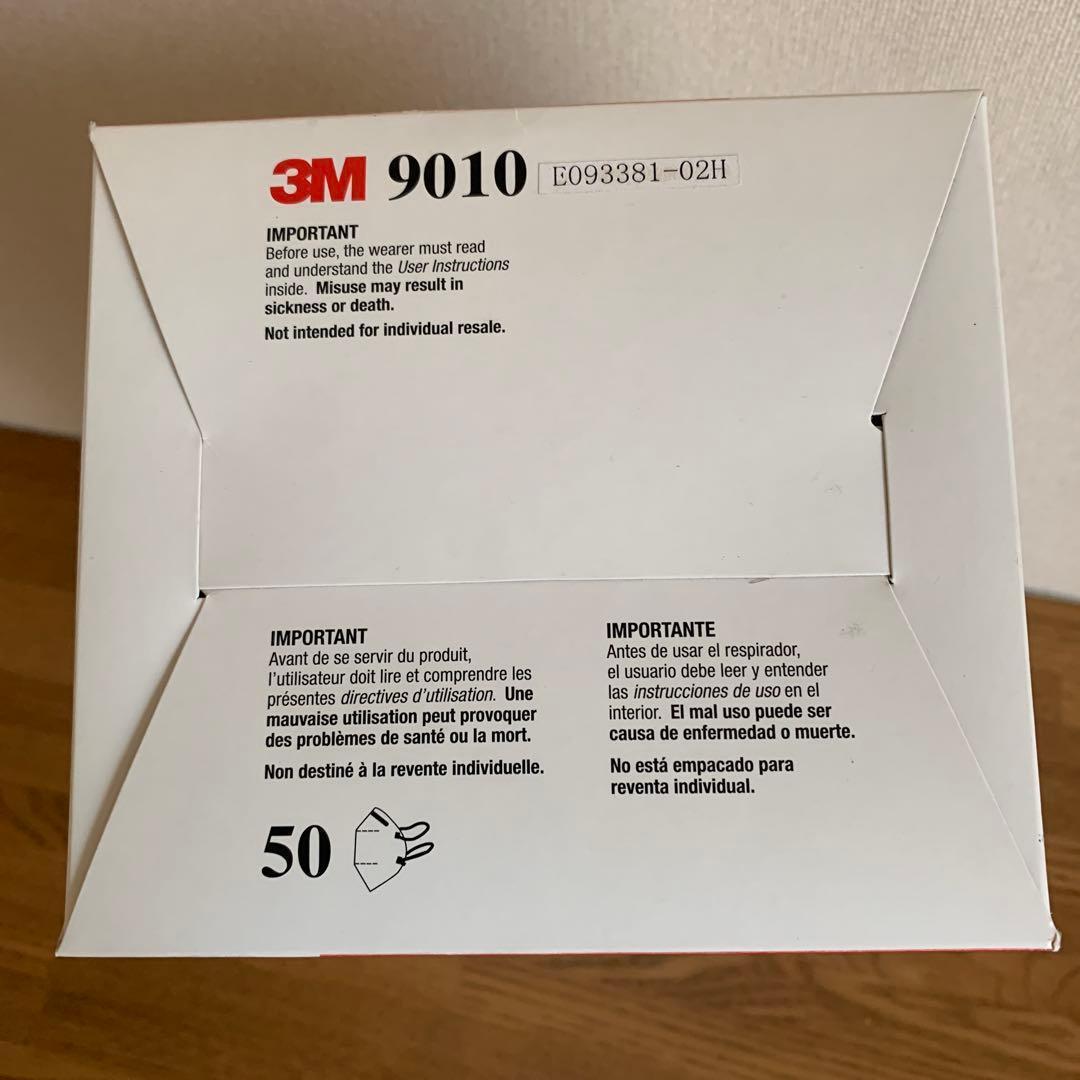 3M 9010 E093381-02H
IMPORTANT
Before use, the wearer must read
and understand the User Instructions
inside. Misuse may result in
sickness or death.
Not intended for individual resale.
IMPORTANT
Avant de se servir du produit,
l'utilisateur doit lire et comprendre les
présentes directives d'utilisation. Une
mauvaise utilisation peut provoquer
des problèmes de santé ou la mort.
Non destiné à la revente individuelle.
50
IMPORTANTE
Antes de usar el respirador,
el usuario debe leer y entender
las instrucciones de uso en el
interior. El mal uso puede ser
causa de enfermedad o muerte.
No está empacado para
reventa individual.